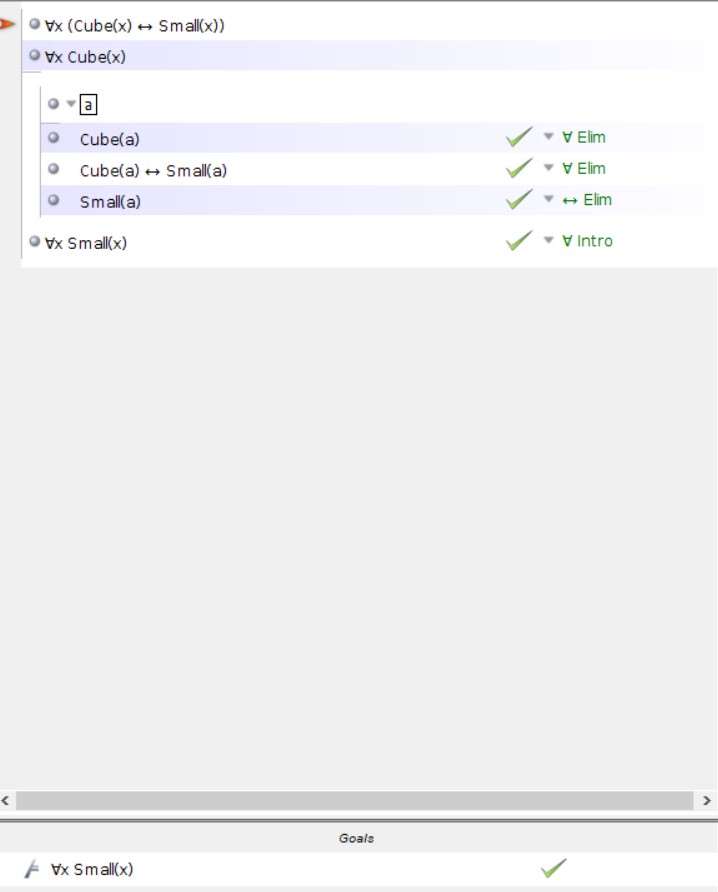 ∀x (Cube(x) ↔ Small(x))
∀x Cube(x)
a
Cube(a) ∀ Elim
Cube(a) ↔ Small(a) ∀ Elim
Small(a) ↔ Elim
∀x Small(x) ∀ Intro
Goals
∀x Small(x)